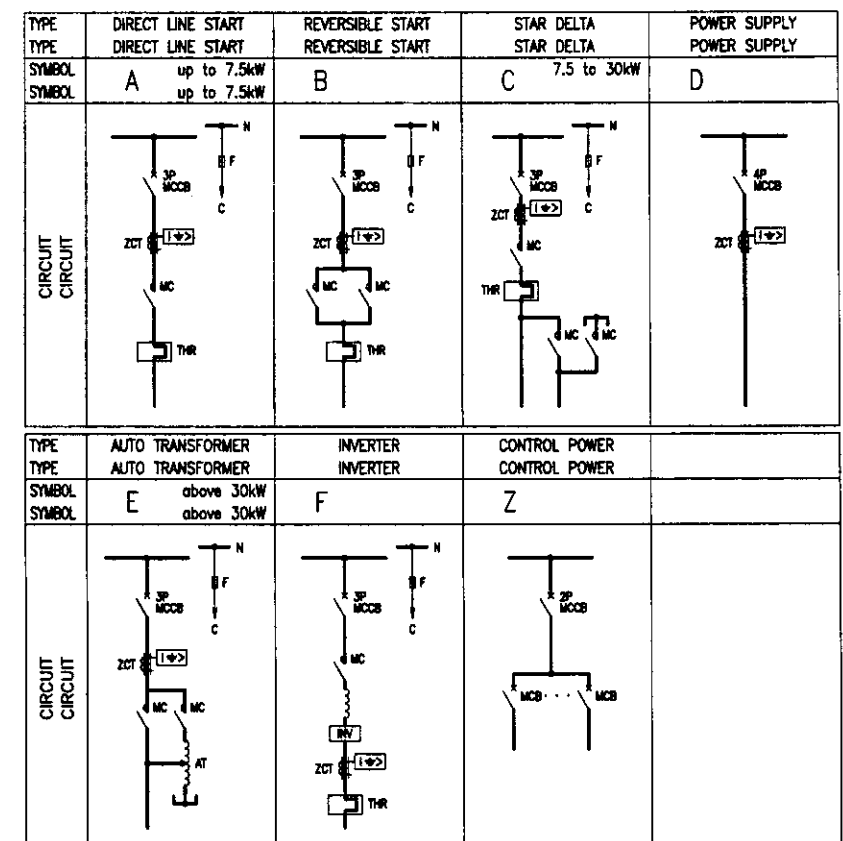 TYPE DIRECT LINE START REVERSIBLE START STAR DELTA POWER SUPPLY
TYPE DIRECT LINE START REVERSIBLE START STAR DELTA POWER SUPPLY
SYMBOL A up to 7.5kW B C 7.5 to 30kW D
SYMBOL up to 7.5kW
CIRCUIT
CIRCUIT
N
F
C
3P
MCCB
ZCT I >
MC
THR
N
F
C
3P
MCCB
ZCT I >
MC MC
THR
N
F
C
3P
MCCB
ZCT I >
MC
THR
MC MC
4P
MCCB
ZCT I >
TYPE AUTO TRANSFORMER INVERTER CONTROL POWER
TYPE AUTO TRANSFORMER INVERTER CONTROL POWER
SYMBOL E above 30kW F Z
SYMBOL above 30kW
CIRCUIT
CIRCUIT
N
F
C
3P
MCCB
ZCT I >
MC MC
AT
N
F
C
3P
MCCB
MC
INV
ZCT I >
THR
2P
MCCB
MCB · · · MCB